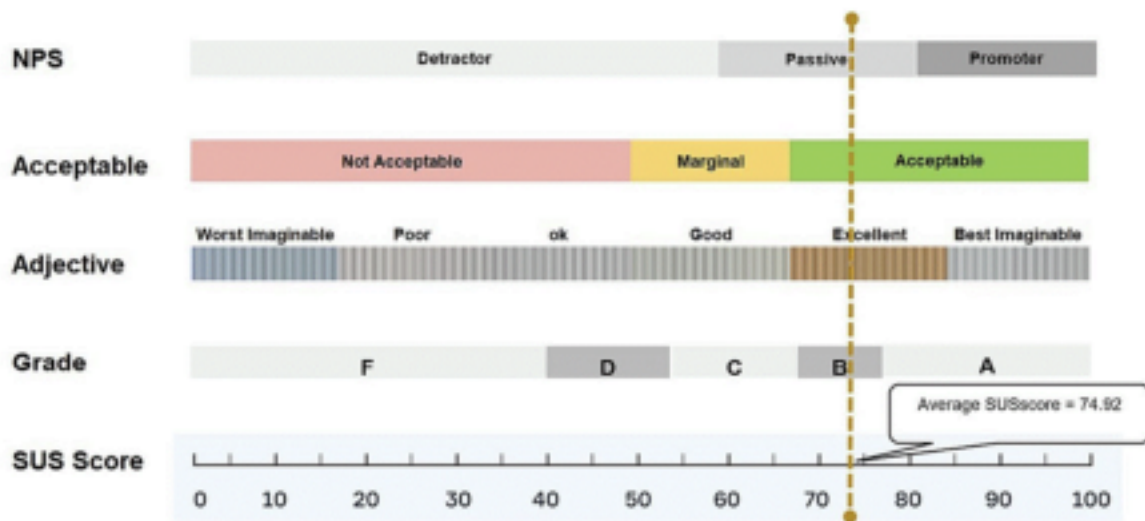 NPS
Detractor Passive Promoter
Acceptable
Not Acceptable Marginal Acceptable
Worst Imaginable Poor ok Good Excellent Best Imaginable
Adjective
Grade
F D C B A
Average SUSscore = 74.92
SUS Score
0 10 20 30 40 50 60 70 80 90 100